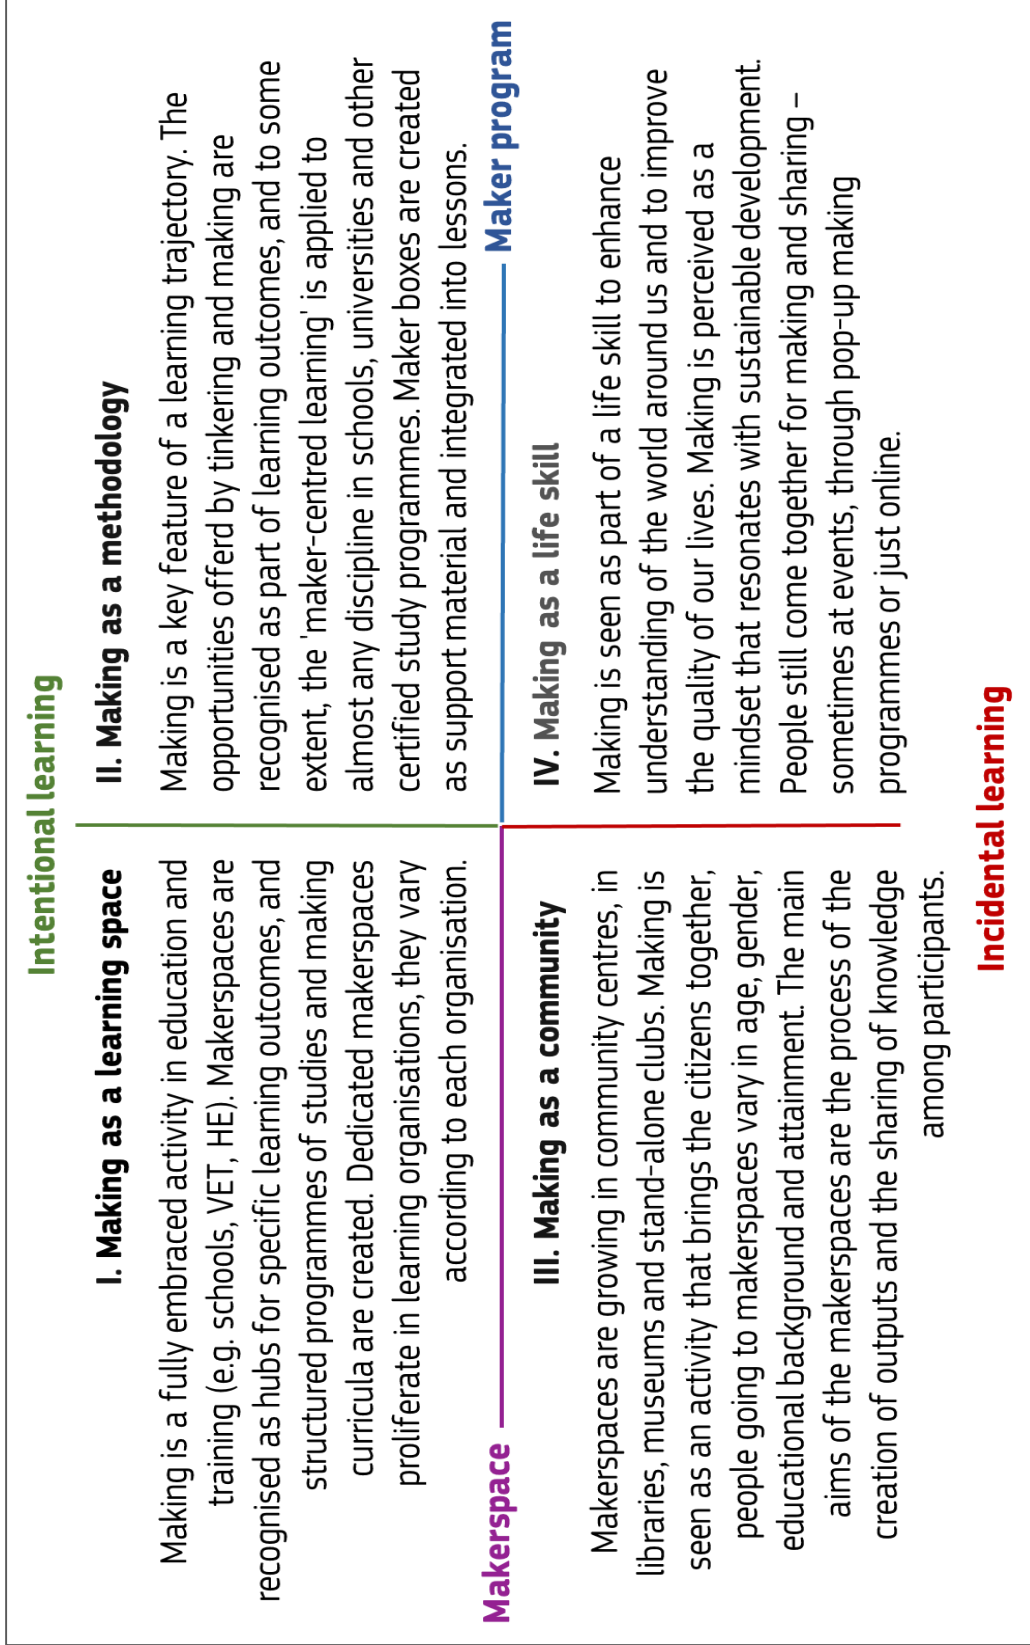 Intentional learning
I. Making as a learning space
Making is a fully embraced activity in education and
training (e.g. schools, VET, HE). Makerspaces are
recognised as hubs for specific learning outcomes, and
structured programmes of studies and making
curricula are created. Dedicated makerspaces
proliferate in learning organisations, they vary
according to each organisation.
II. Making as a methodology
Making is a key feature of a learning trajectory. The
opportunities offerd by tinkering and making are
recognised as part of learning outcomes, and to some
extent, the 'maker-centred learning' is applied to
almost any discipline in schools, universities and other
certified study programmes. Maker boxes are created
as support material and integrated into lessons.
Makerspace
Maker program
III. Making as a community
Makerspaces are growing in community centres, in
libraries, museums and stand-alone clubs. Making is
seen as an activity that brings the citizens together,
people going to makerspaces vary in age, gender,
educational background and attainment. The main
aims of the makerspaces are the process of the
creation of outputs and the sharing of knowledge
among participants.
IV. Making as a life skill
Making is seen as part of a life skill to enhance
understanding of the world around us and to improve
the quality of our lives. Making is perceived as a
mindset that resonates with sustainable development.
People still come together for making and sharing –
sometimes at events, through pop-up making
programmes or just online.
Incidental learning